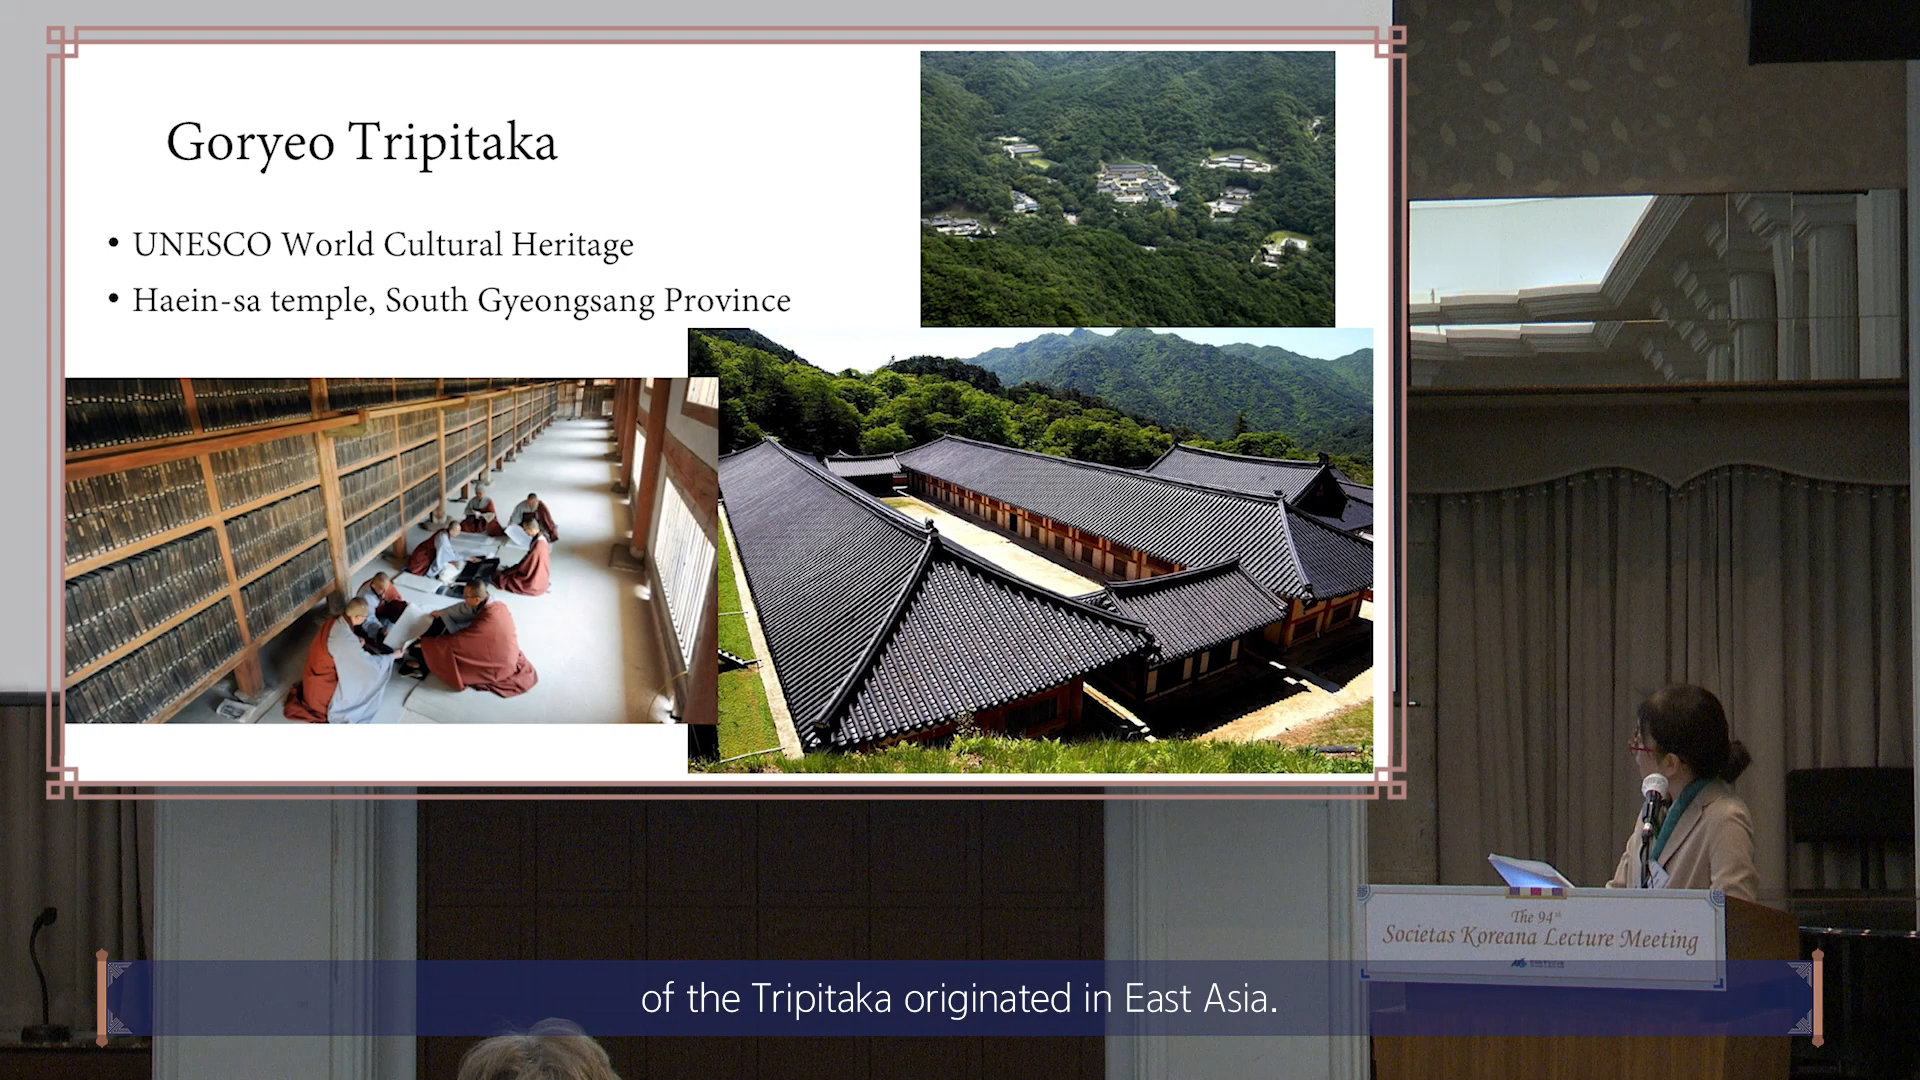 Goryeo Tripitaka
• UNESCO World Cultural Heritage
• Haein-sa temple, South Gyeongsang Province
The 94th
Societas Koreana Lecture Meeting
of the Tripitaka originated in East Asia.